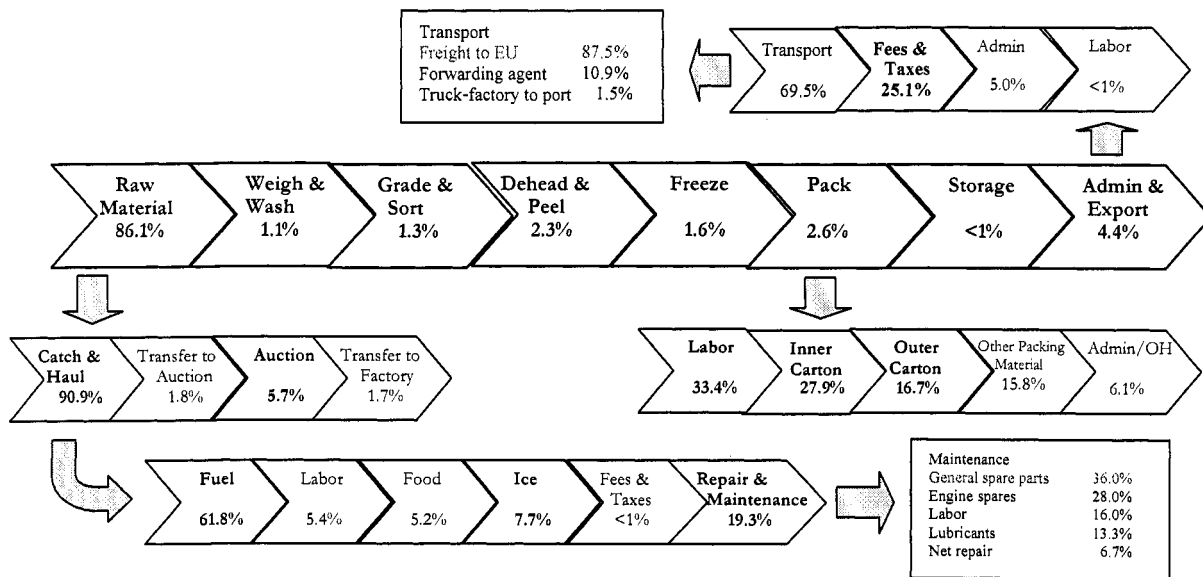 Transport
Freight to EU 87.5%
Forwarding agent 10.9%
Truck-factory to port 1.5%
Transport
69.5%
Fees &
Taxes
25.1%
Admin
5.0%
Labor
<1%
Raw
Material
86.1%
Weigh &
Wash
1.1%
Grade &
Sort
1.3%
Dehead &
Peel
2.3%
Freeze
1.6%
Pack
2.6%
Storage
<1%
Admin &
Export
4.4%
Catch &
Haul
90.9%
Transfer to
Auction
1.8%
Auction
5.7%
Transfer to
Factory
1.7%
Labor
33.4%
Inner
Carton
27.9%
Outer
Carton
16.7%
Other Packing
Material
15.8%
Admin/OH
6.1%
Fuel
61.8%
Labor
5.4%
Food
5.2%
Ice
7.7%
Fees &
Taxes
<1%
Repair &
Maintenance
19.3%
Maintenance
General spare parts 36.0%
Engine spares 28.0%
Labor 16.0%
Lubricants 13.3%
Net repair 6.7%